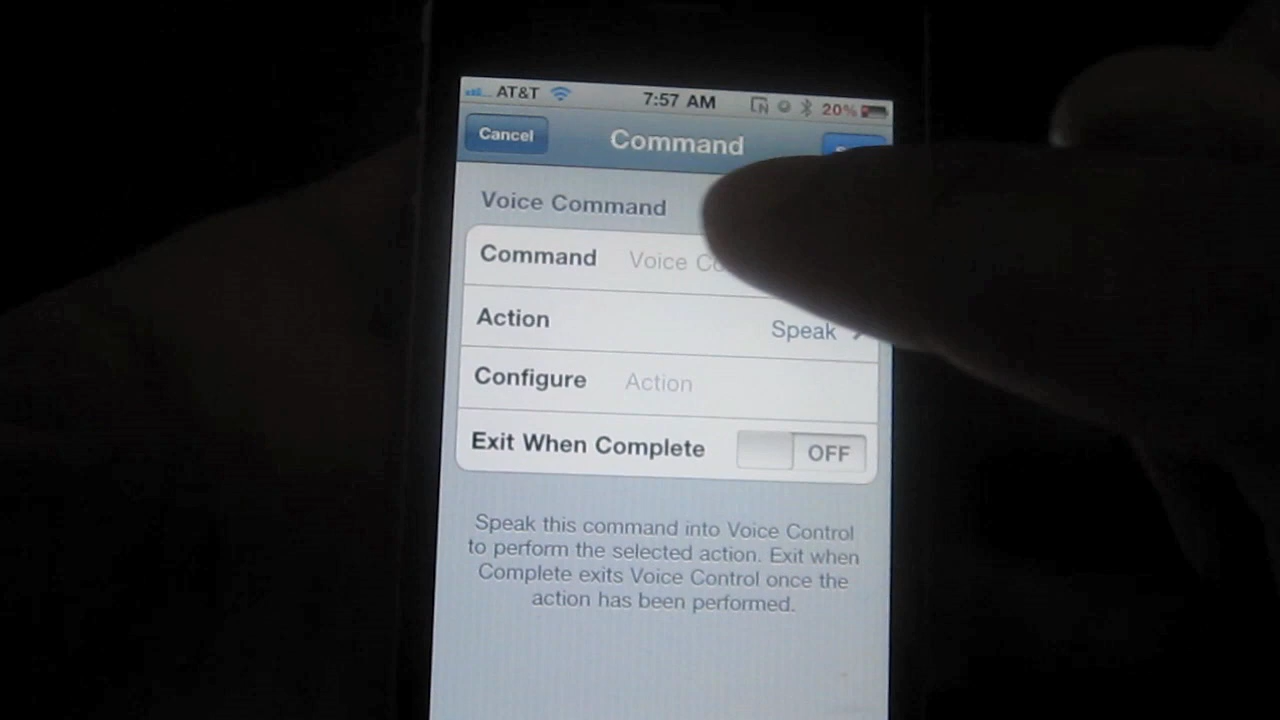 AT&T 7:57 AM 20%
Cancel Command
Voice Command
Command Voice
Action Speak
Configure Action
Exit When Complete OFF
Speak this command into Voice Control
to perform the selected action. Exit when
Complete exits Voice Control once the
action has been performed.